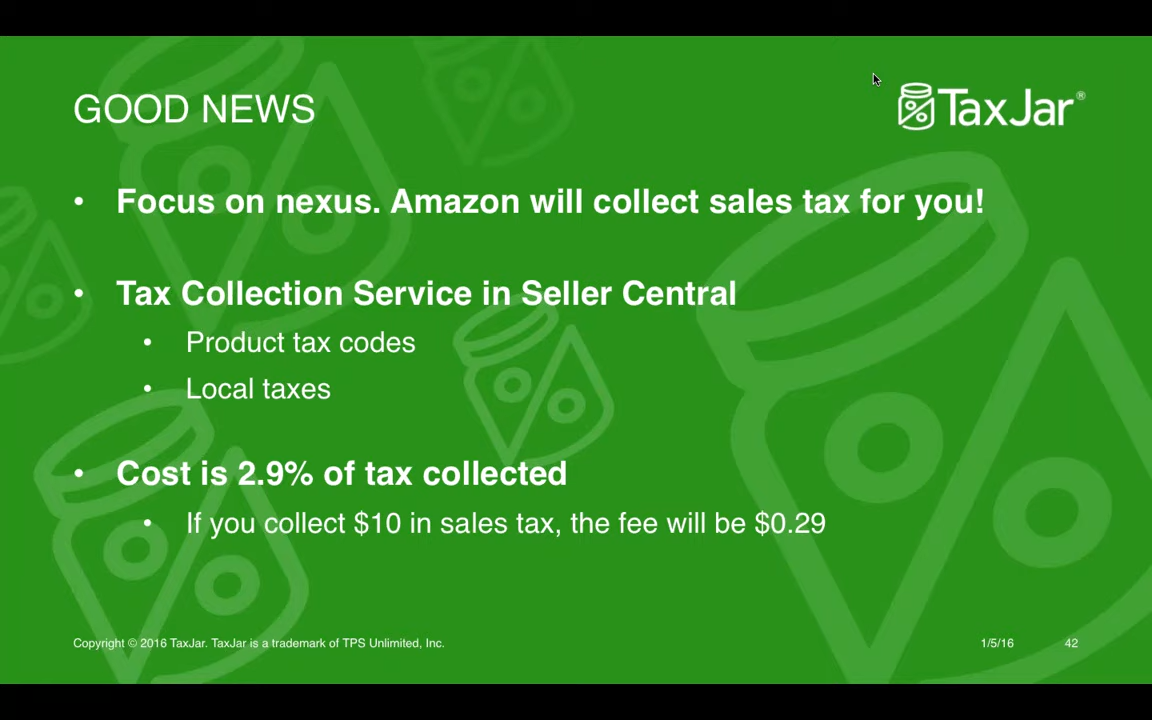 GOOD NEWS
TaxJar®
• Focus on nexus. Amazon will collect sales tax for you!
• Tax Collection Service in Seller Central
• Product tax codes
• Local taxes
• Cost is 2.9% of tax collected
• If you collect $10 in sales tax, the fee will be $0.29
Copyright © 2016 TaxJar. TaxJar is a trademark of TPS Unlimited, Inc.
1/5/16 42